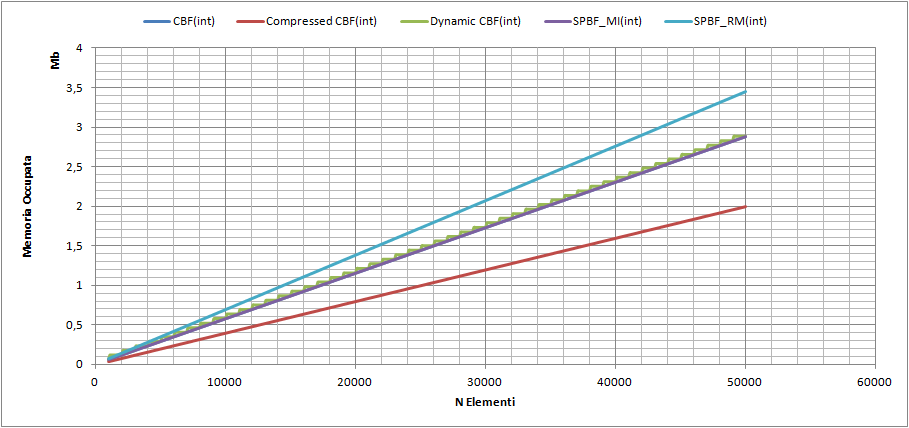 CBF(int) Compressed CBF(int) Dynamic CBF(int) SPBF_MI(int) SPBF_RM(int)
Mb
Memoria Occupata
4
3,5
3
2,5
2
1,5
1
0,5
0
0 10000 20000 30000 40000 50000 60000
N Elementi